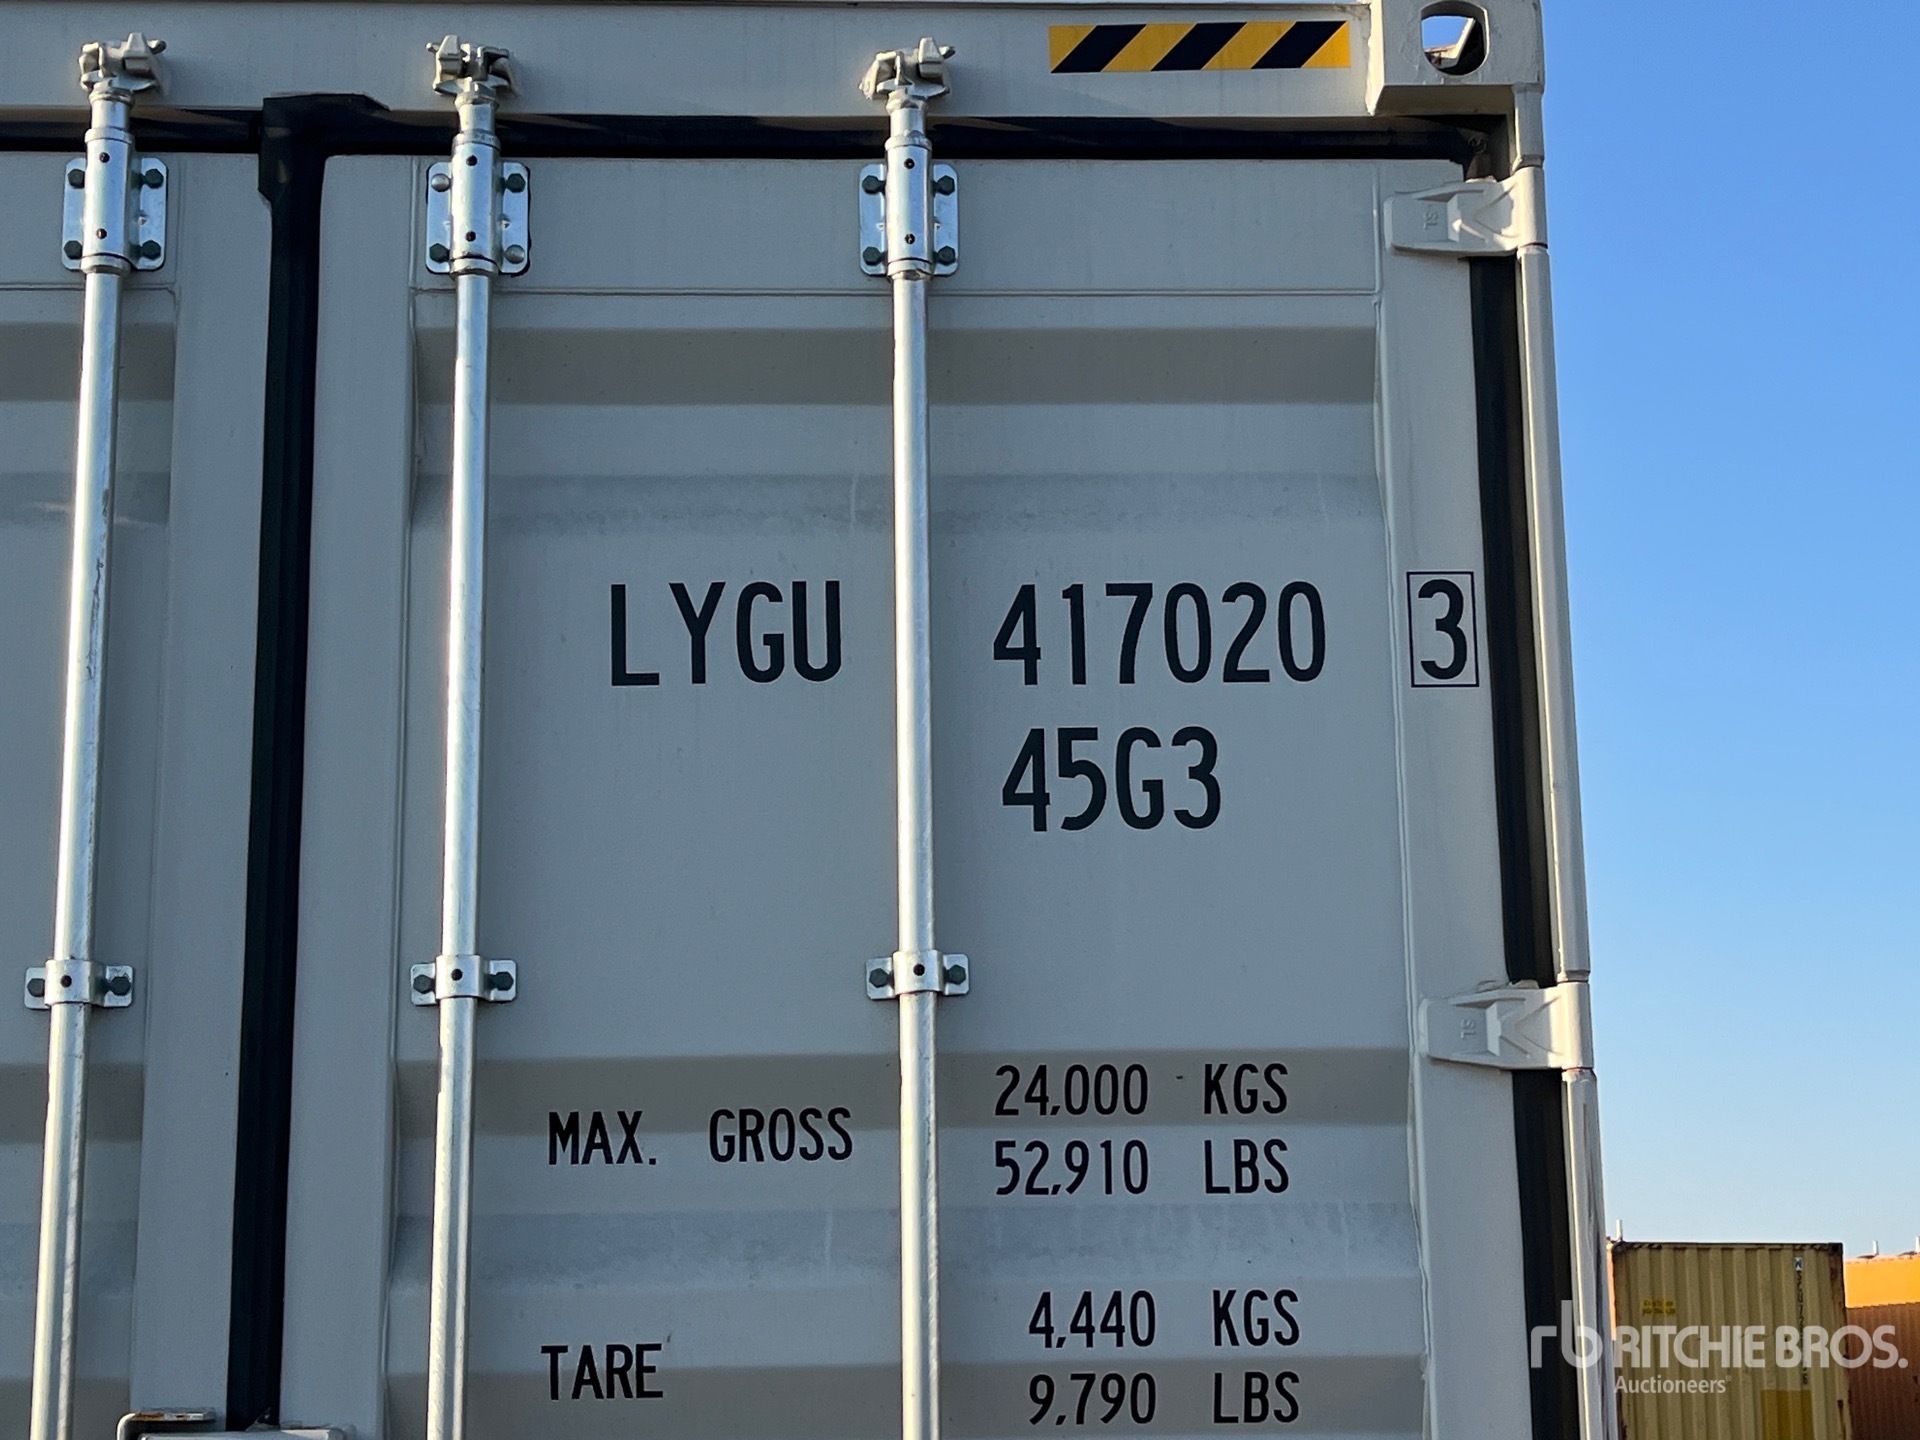 LYGU 417020 3
45G3
MAX. GROSS 24,000 KGS
52,910 LBS
TARE 4,440 KGS
9,790 LBS
rb RITCHIE BROS.
Auctioneers